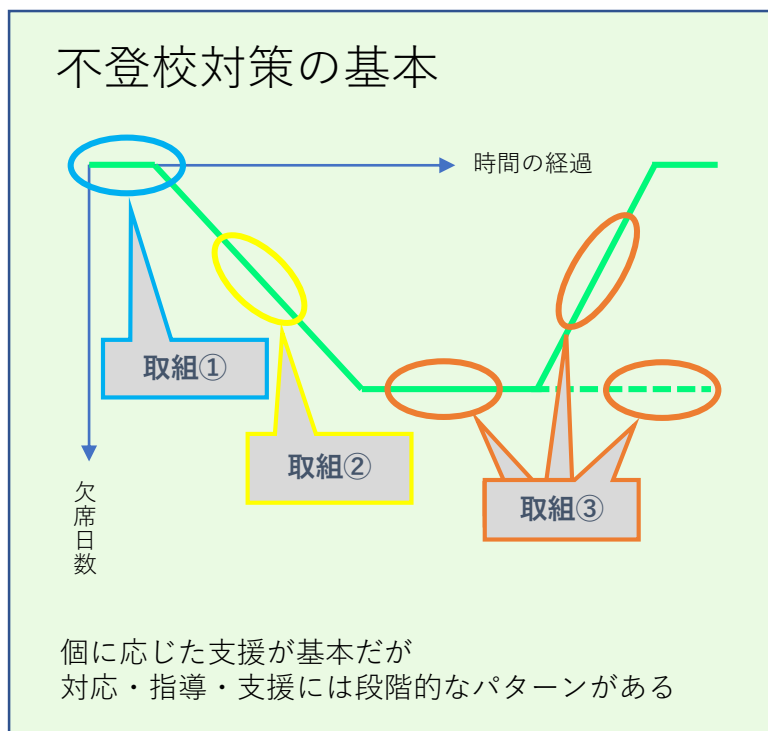 不登校対策の基本
時間の経過
取組①
取組②
取組③
欠席日数
個に応じた支援が基本だが
対応・指導・支援には段階的なパターンがある